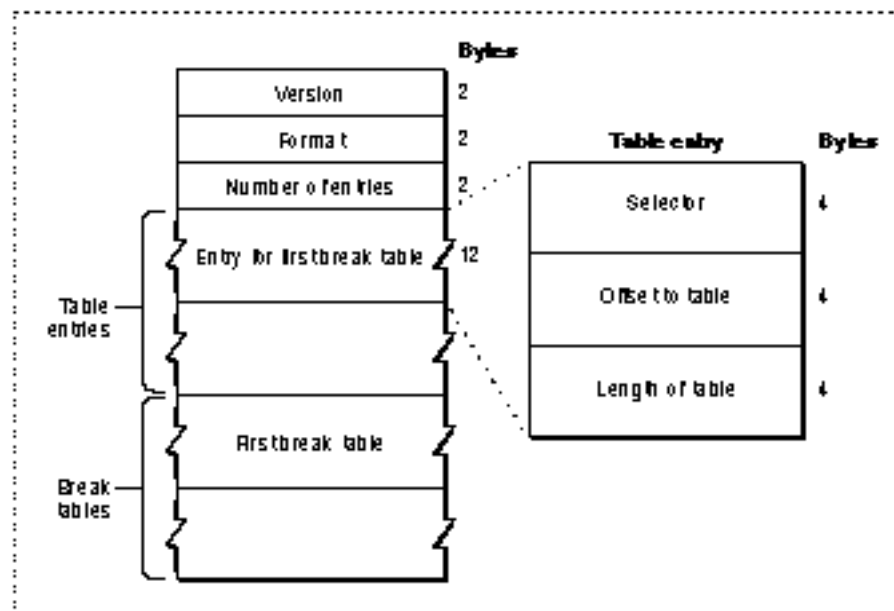 Bytes
Version 2
Format 2
Number of entries 2
Entry for first break table 12
Table
entries
First break table
Break
tables
Table entry Bytes
Selector 4
Offset to table 4
Length of table 4